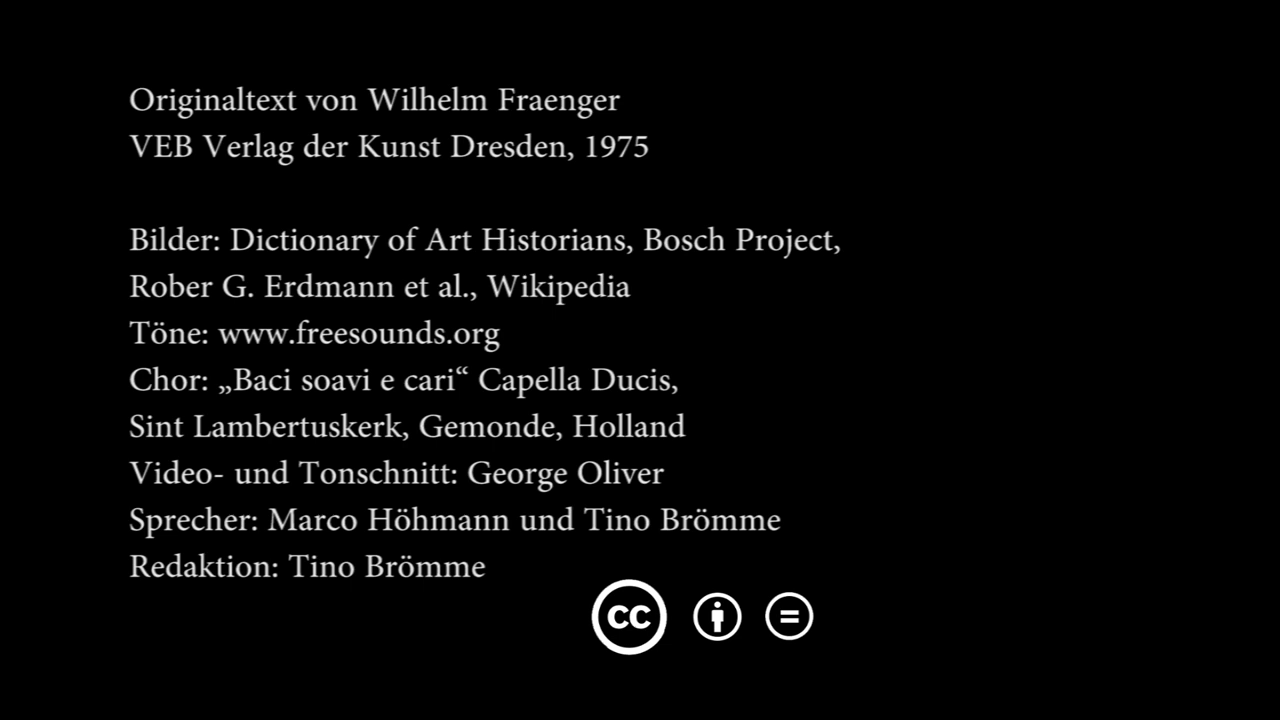 Originaltext von Wilhelm Fraenger
VEB Verlag der Kunst Dresden, 1975
Bilder: Dictionary of Art Historians, Bosch Project,
Rober G. Erdmann et al., Wikipedia
Töne: www.freesounds.org
Chor: „Baci soavi e cari“ Capella Ducis,
Sint Lambertuskerk, Gemonde, Holland
Video- und Tonschnitt: George Oliver
Sprecher: Marco Höhmann und Tino Brömme
Redaktion: Tino Brömme
cc =